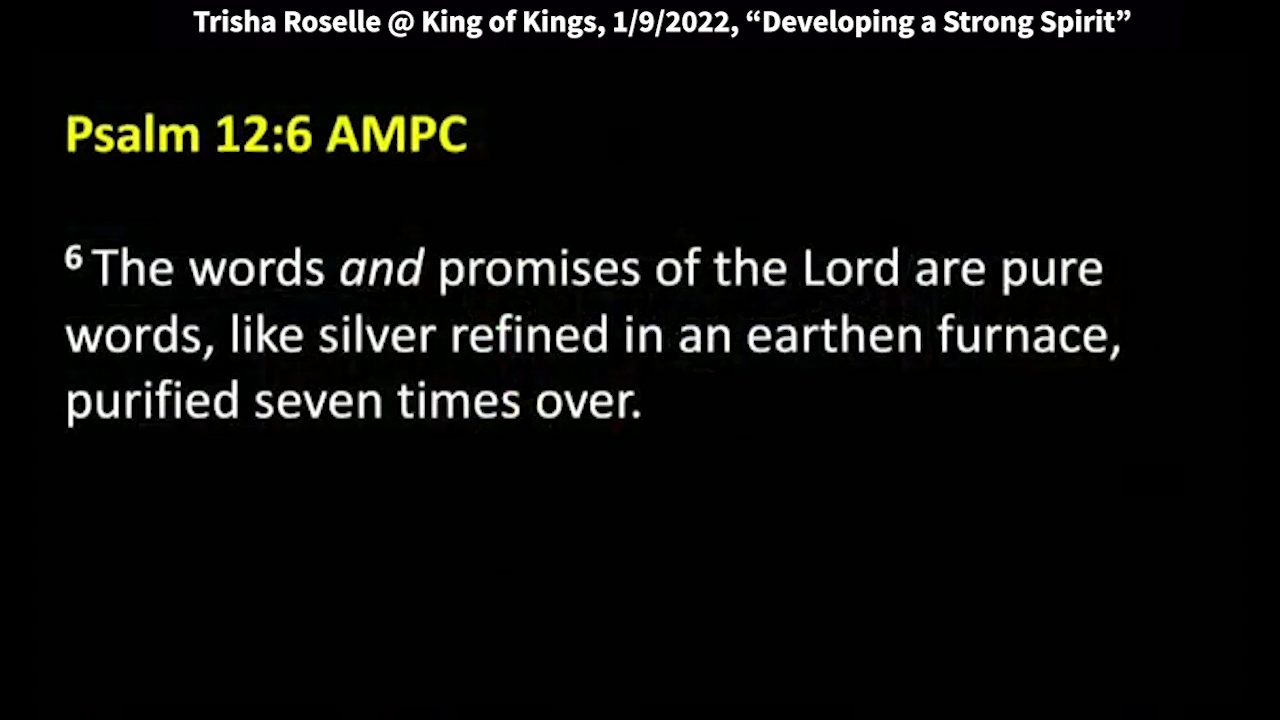 Trisha Roselle @ King of Kings, 1/9/2022, “Developing a Strong Spirit”
Psalm 12:6 AMPC
6 The words and promises of the Lord are pure
words, like silver refined in an earthen furnace,
purified seven times over.